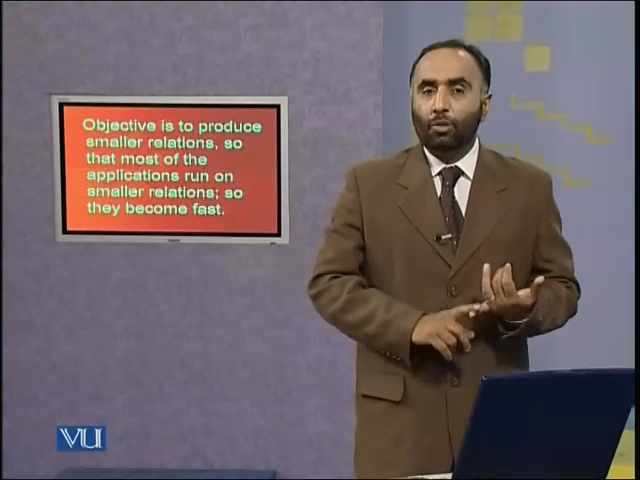 Objective is to produce
smaller relations, so
that most of the
applications run on
smaller relations; so
they become fast.
VU